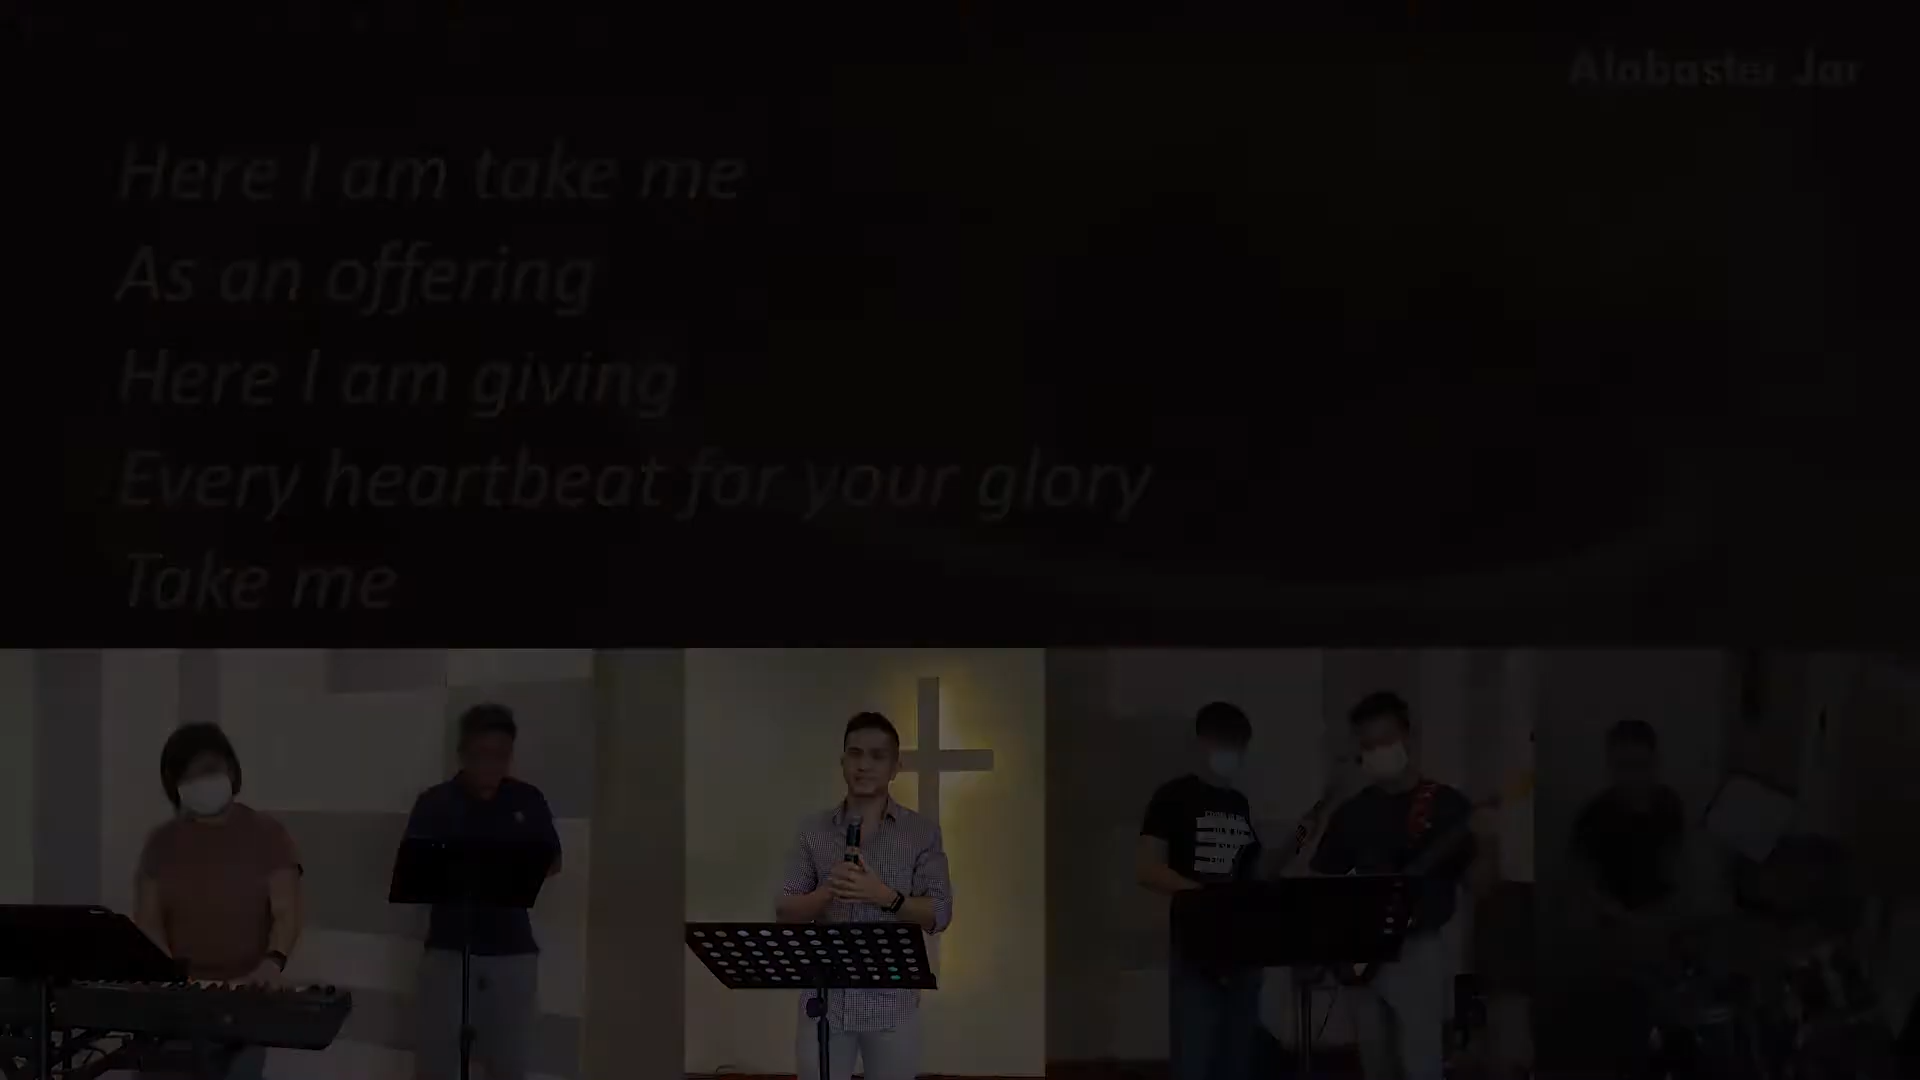 Alabaster Jar
Here I am take me
As an offering
Here I am giving
Every heartbeat for your glory
Take me